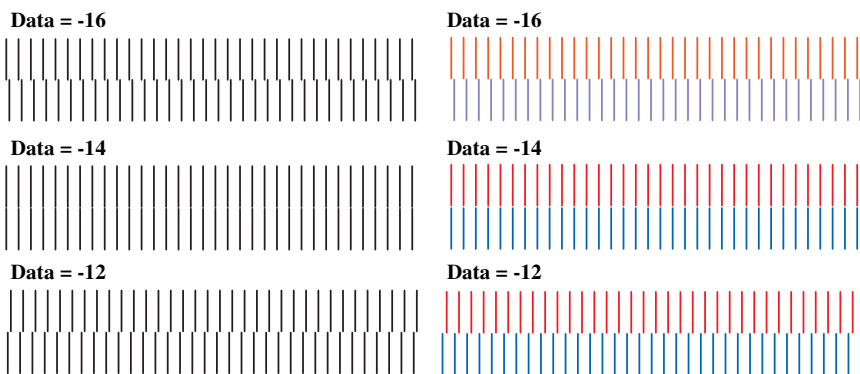 Data = -16
Data = -16
Data = -14
Data = -14
Data = -12
Data = -12